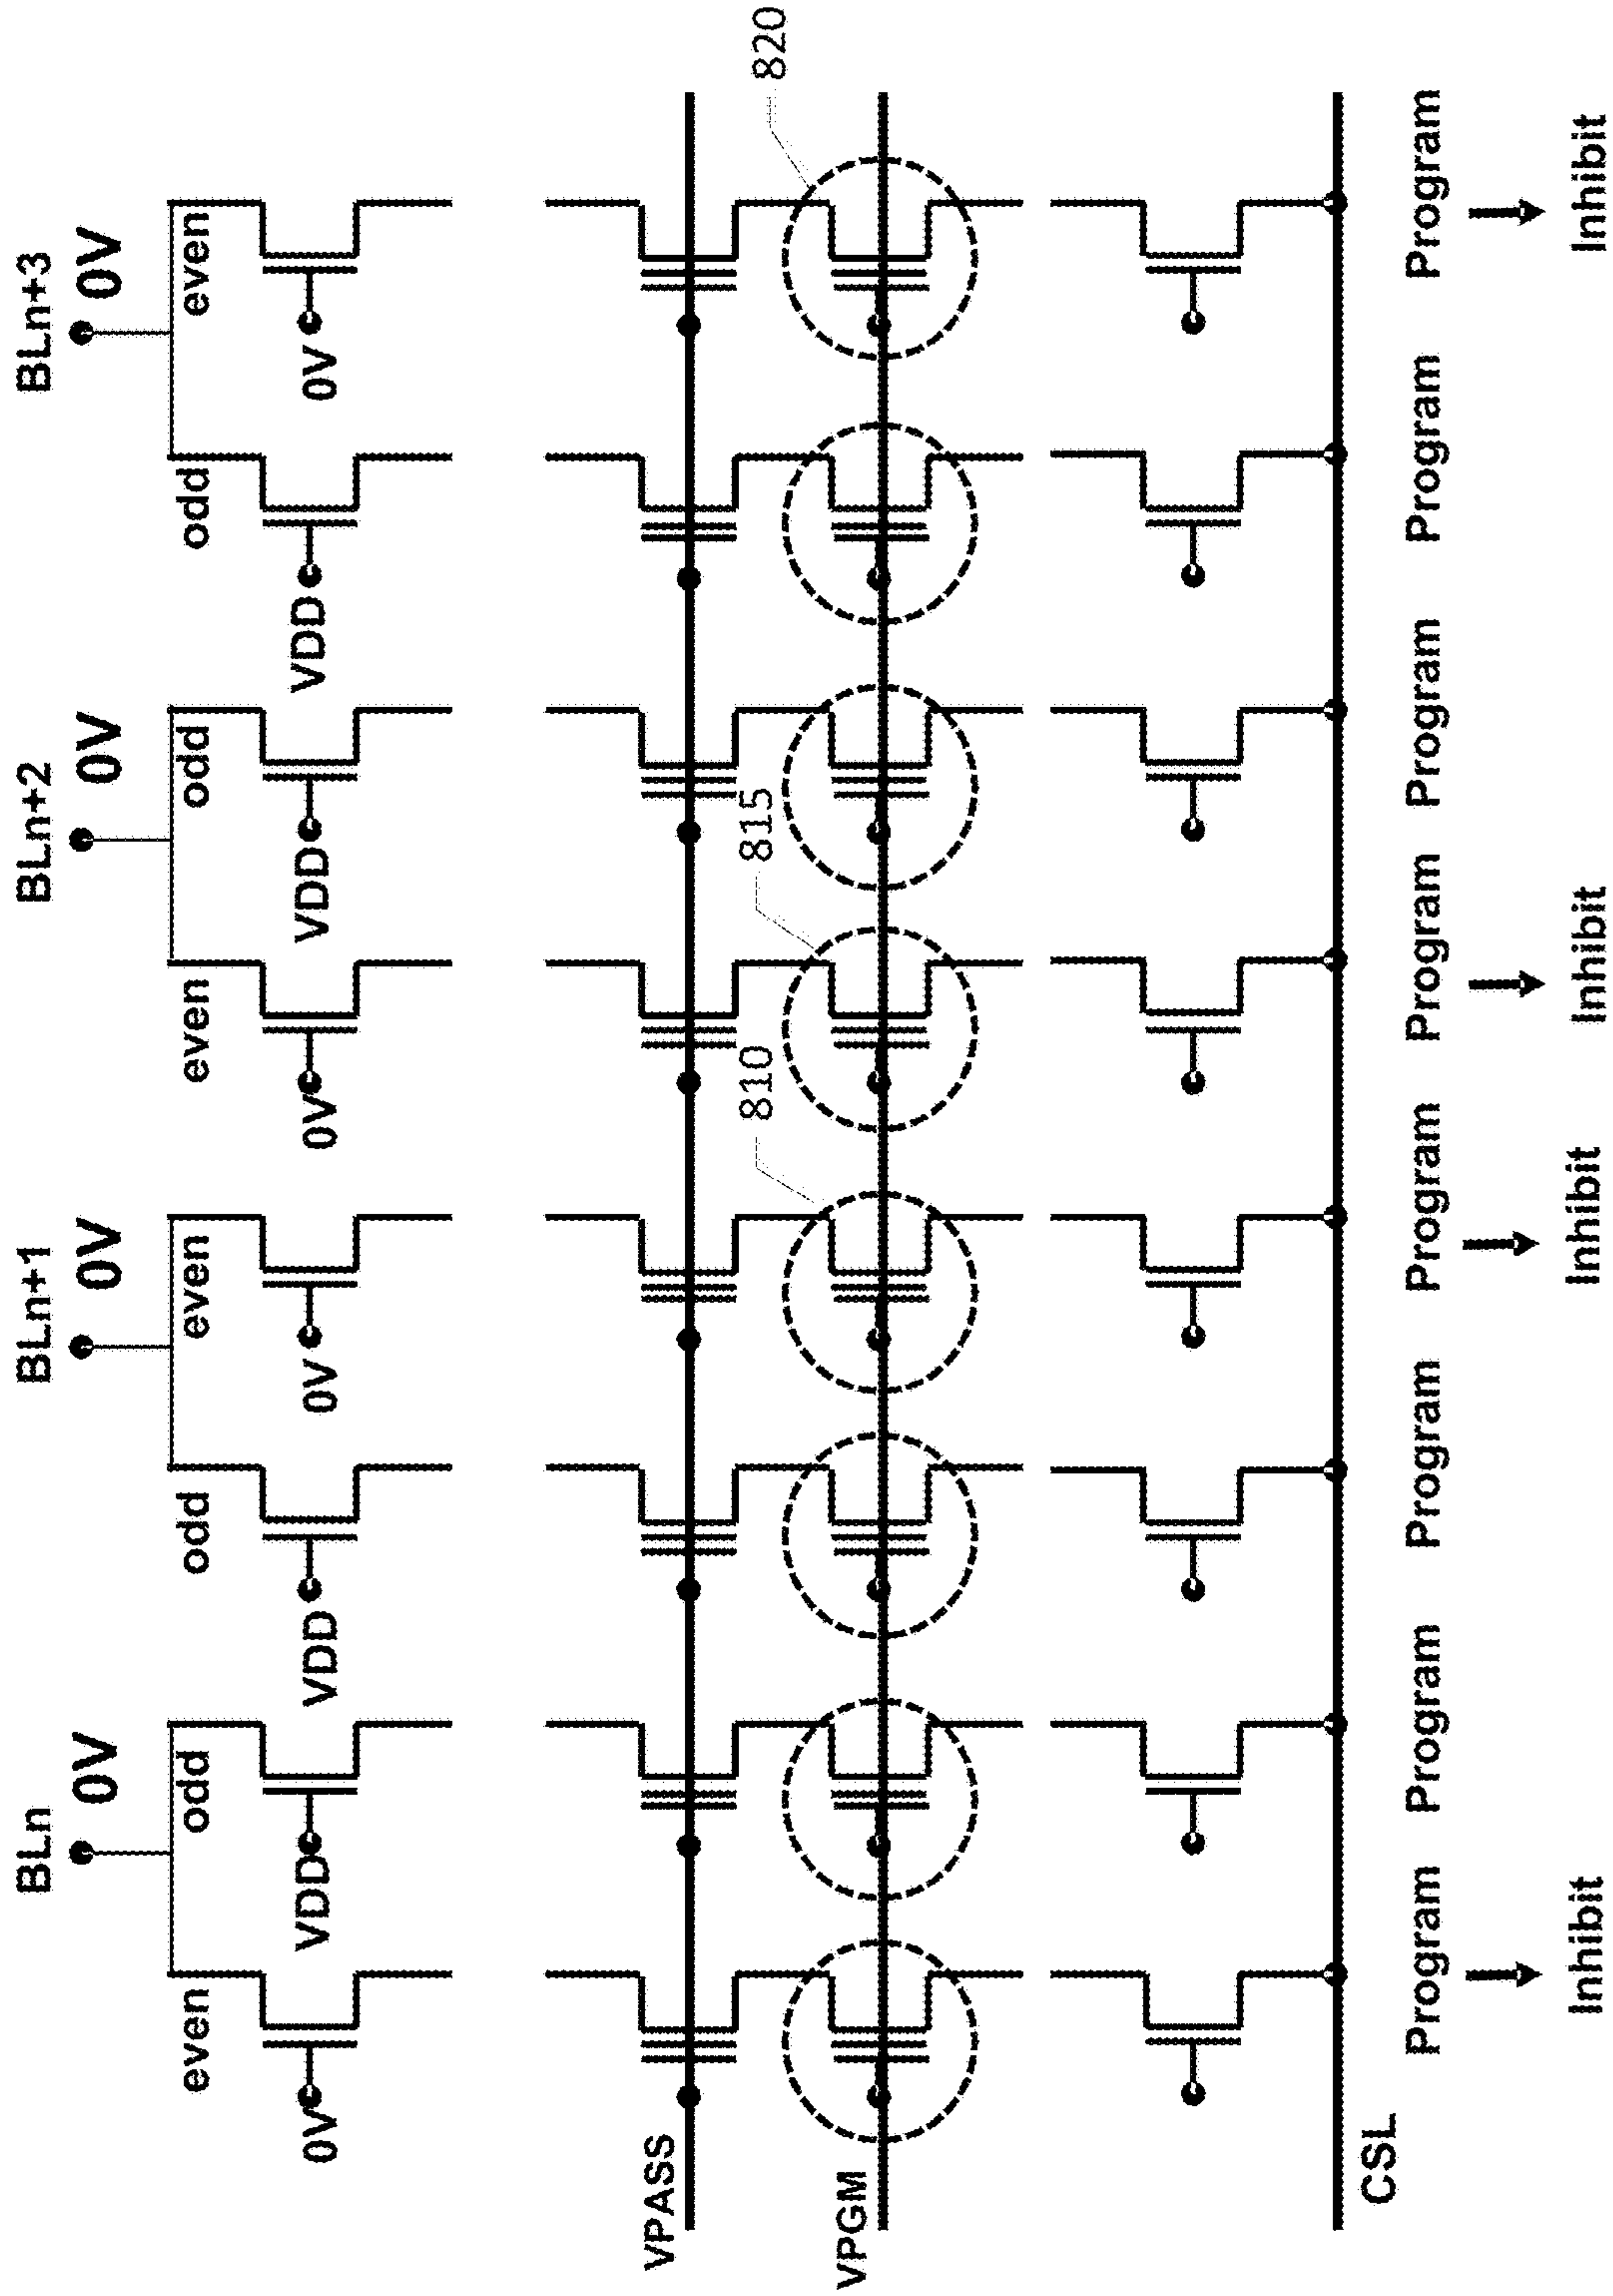 BLn
BLn+1
BLn+2
BLn+3
0V
0V
0V
0V
even
odd
odd
even
even
odd
odd
even
0V
VDD
VDD
0V
0V
VDD
VDD
0V
VPASS
810
815
820
VPGM
CSL
Program
Program
Program
Program
Program
Program
Program
Program
Inhibit
Inhibit
Inhibit
Inhibit